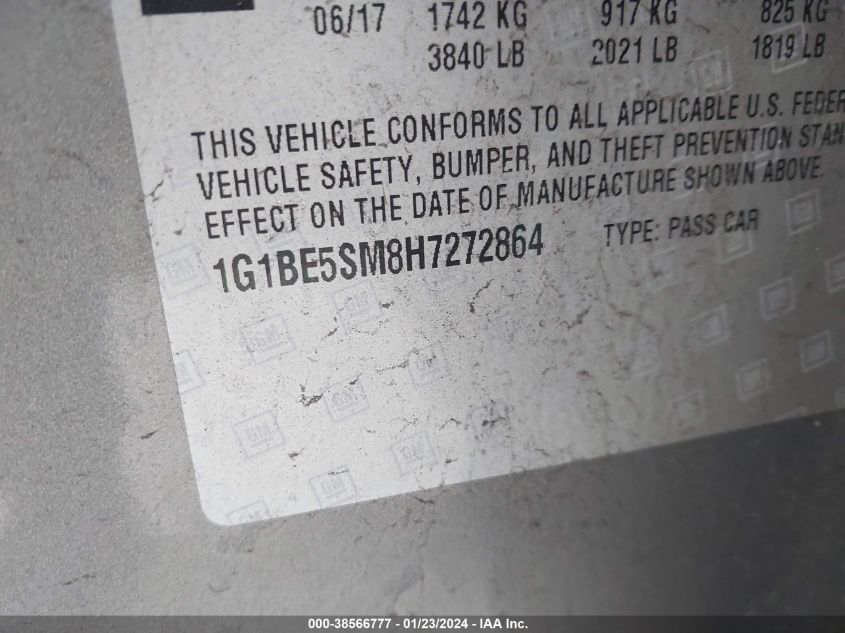 06/17 1742 KG 917 KG 825 KG
3840 LB 2021 LB 1819 LB
THIS VEHICLE CONFORMS TO ALL APPLICABLE U.S. FEDER
VEHICLE SAFETY, BUMPER, AND THEFT PREVENTION STAN
EFFECT ON THE DATE OF MANUFACTURE SHOWN ABOVE.
1G1BE5SM8H7272864 TYPE: PASS CAR
000-38566777 - 01/23/2024 - IAA Inc.